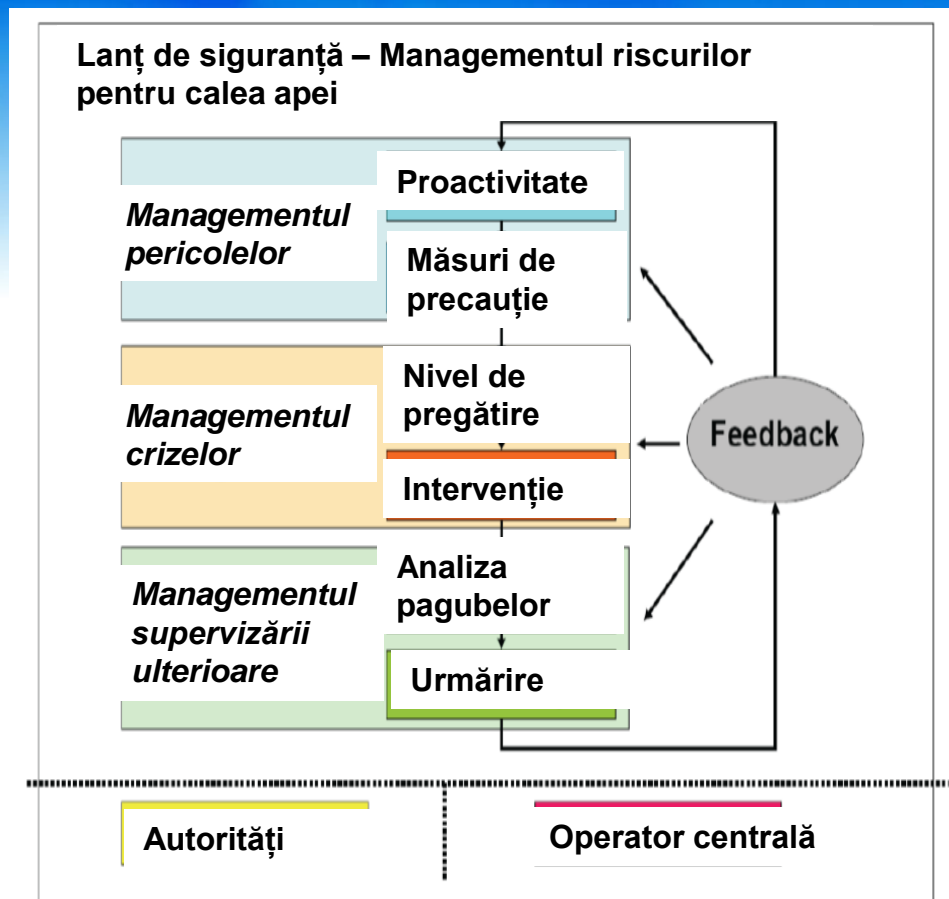 Lanț de siguranță – Managementul riscurilor
pentru calea apei
Proactivitate
Managementul
pericolelor
Măsuri de
precauție
Nivel de
pregătire
Managementul
crizelor
Intervenție
Feedback
Analiza
pagubelor
Managementul
supervizării
ulterioare
Urmărire
Autorități
Operator centrală